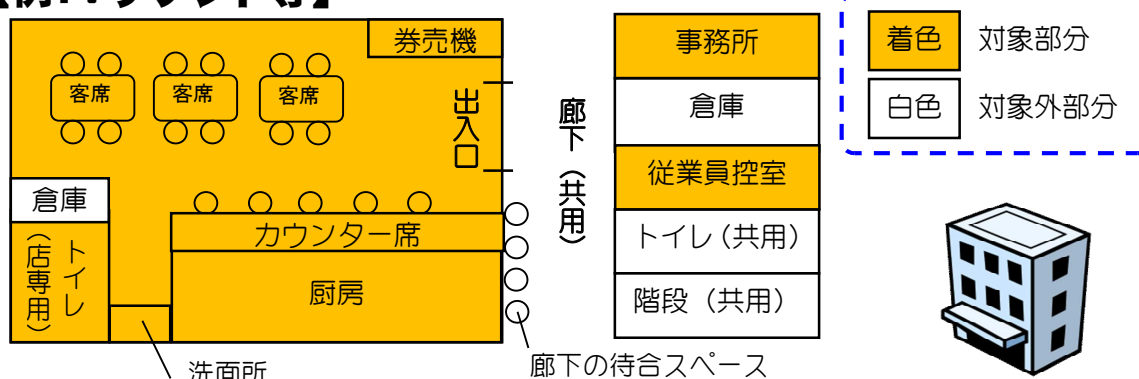 券売機
客席
客席
客席
出入口
倉庫
トイレ
(店専用)
カウンター席
厨房
洗面所
廊下の待合スペース
廊下(共用)
事務所
倉庫
従業員控室
トイレ(共用)
階段(共用)
着色 対象部分
白色 対象外部分